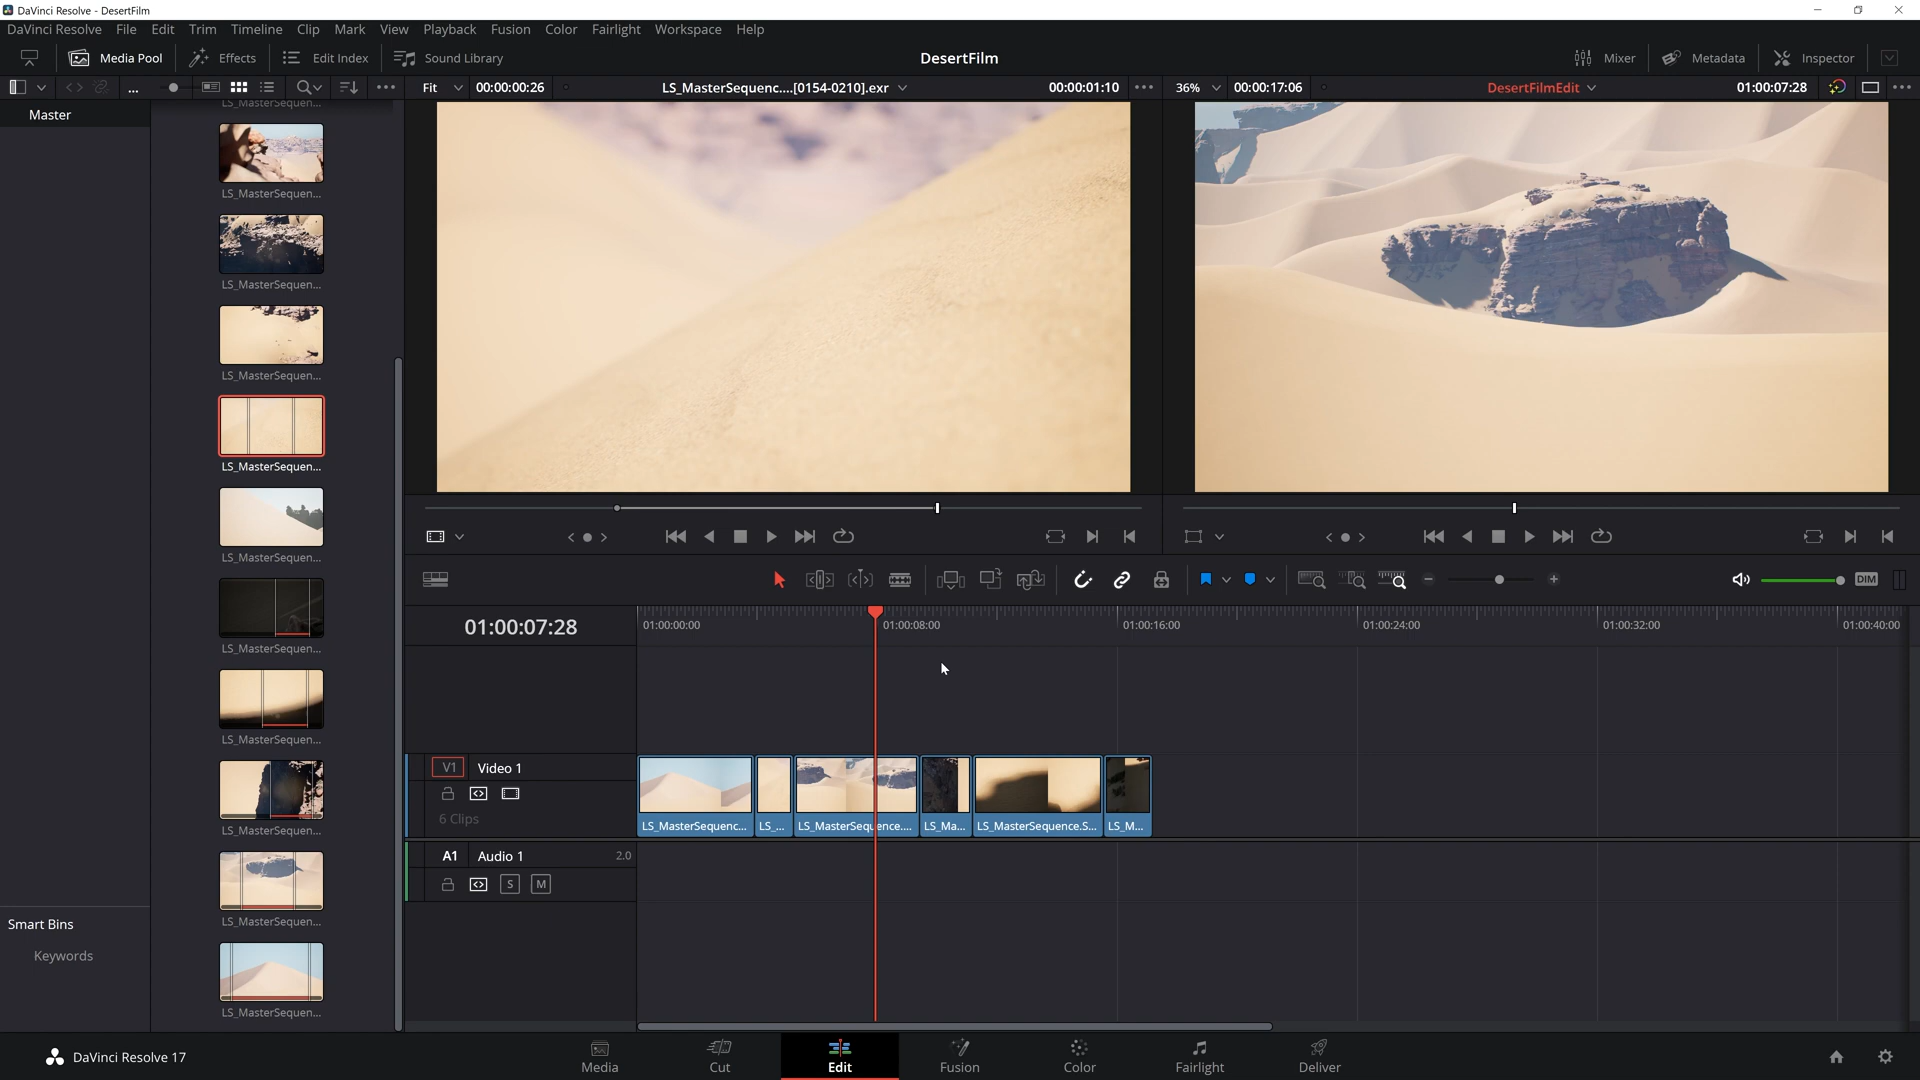 DaVinci Resolve - DesertFilm
DaVinci Resolve File Edit Trim Timeline Clip Mark View Playback Fusion Color Fairlight Workspace Help
Media Pool Effects Edit Index Sound Library DesertFilm Mixer Metadata Inspector
... Fit 00:00:00:26 LS_MasterSequenc....[0154-0210].exr 00:00:01:10 36% 00:00:17:06 DesertFilmEdit 01:00:07:28
Master
LS_MasterSequen...
LS_MasterSequen...
LS_MasterSequen...
LS_MasterSequen...
LS_MasterSequen...
LS_MasterSequen...
LS_MasterSequen...
LS_MasterSequen...
LS_MasterSequen...
LS_MasterSequen...
LS_MasterSequen...
Smart Bins
Keywords
DIM
01:00:07:28
01:00:00:00 01:00:08:00 01:00:16:00 01:00:24:00 01:00:32:00 01:00:40:00
V1 Video 1
6 Clips
LS_MasterSequenc... LS_... LS_MasterSequence.... LS_Ma... LS_MasterSequence.S... LS_M...
A1 Audio 1 2.0
S M
DaVinci Resolve 17
Media Cut Edit Fusion Color Fairlight Deliver